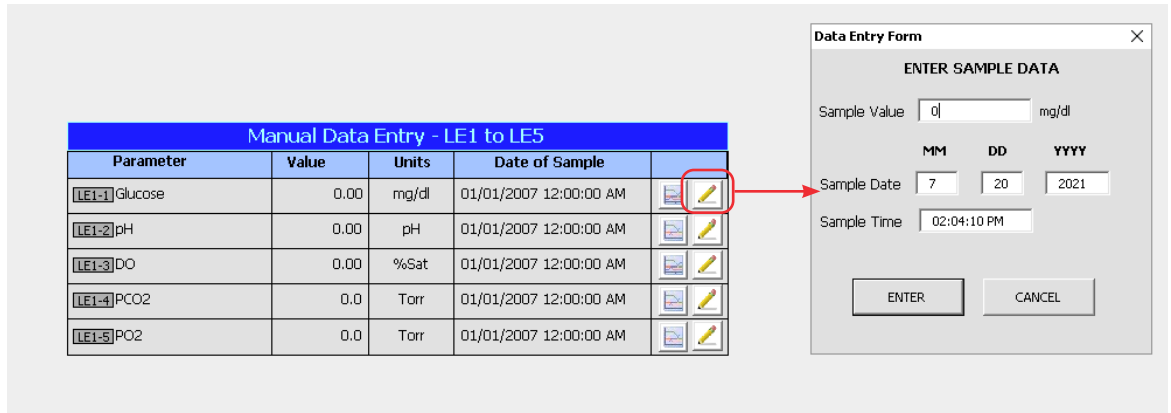 Manual Data Entry - LE1 to LE5
Parameter Value Units Date of Sample
LE1-1 Glucose 0.00 mg/dl 01/01/2007 12:00:00 AM
LE1-2 pH 0.00 pH 01/01/2007 12:00:00 AM
LE1-3 DO 0.00 %Sat 01/01/2007 12:00:00 AM
LE1-4 PCO2 0.0 Torr 01/01/2007 12:00:00 AM
LE1-5 PO2 0.0 Torr 01/01/2007 12:00:00 AM
Data Entry Form
ENTER SAMPLE DATA
Sample Value 0 mg/dl
MM DD YYYY
Sample Date 7 20 2021
Sample Time 02:04:10 PM
ENTER CANCEL